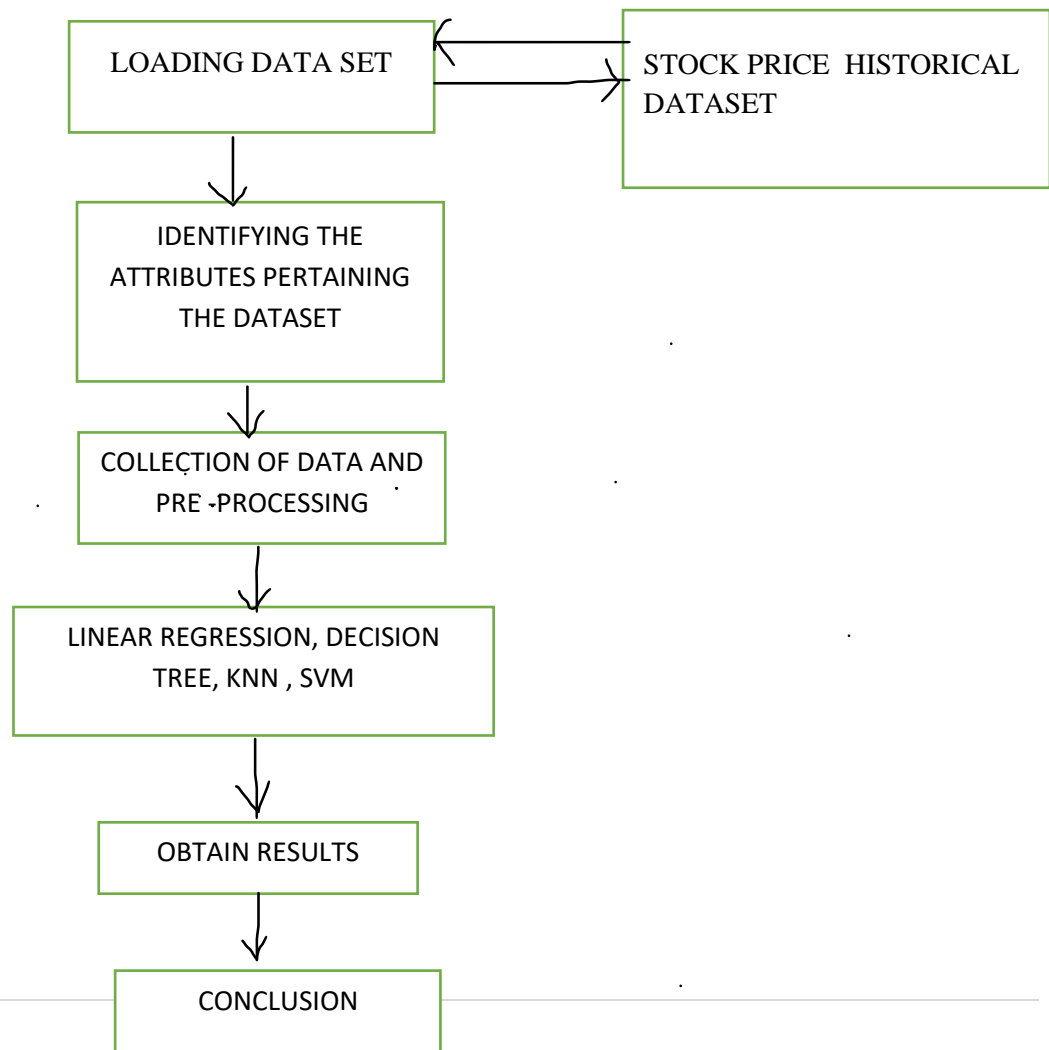 LOADING DATA SET
STOCK PRICE HISTORICAL
DATASET
IDENTIFYING THE
ATTRIBUTES PERTAINING
THE DATASET
COLLECTION OF DATA AND
PRE -PROCESSING
LINEAR REGRESSION, DECISION
TREE, KNN , SVM
OBTAIN RESULTS
CONCLUSION